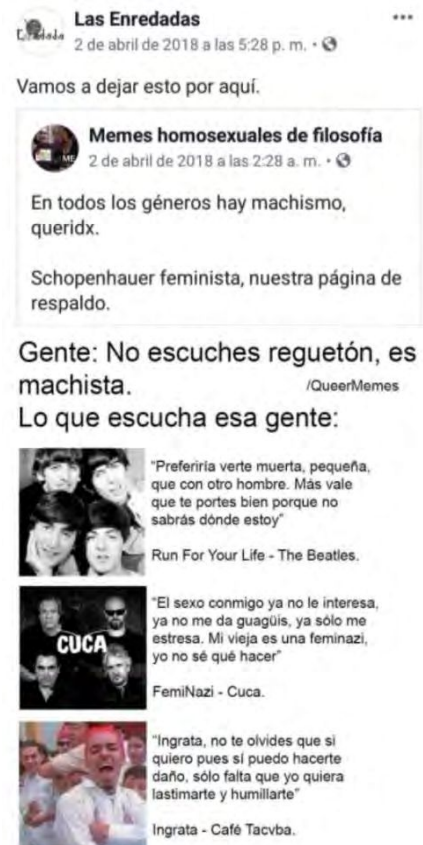 Las Enredadas
2 de abril de 2018 a las 5:28 p. m. •
Vamos a dejar esto por aquí.
Memes homosexuales de filosofía
2 de abril de 2018 a las 2:28 a. m. •
En todos los géneros hay machismo,
queridx.
Schopenhauer feminista, nuestra página de
respaldo.
Gente: No escuches reguetón, es
machista.
/QueerMemes
Lo que escucha esa gente:
"Preferiria verte muerta, pequeña,
que con otro hombre. Más vale
que te portes bien porque no
sabrás dónde estoy"
Run For Your Life - The Beatles.
CUCA
"El sexo conmigo ya no le interesa,
ya no me da guagüis, ya sólo me
estresa. Mi vieja es una feminazi,
yo no sé qué hacer"
FemiNazi - Cuca.
"Ingrata, no te olvides que si
quiero pues sí puedo hacerte
daño, sólo falta que yo quiera
lastimarte y humillarte"
Ingrata - Café Tacvba.